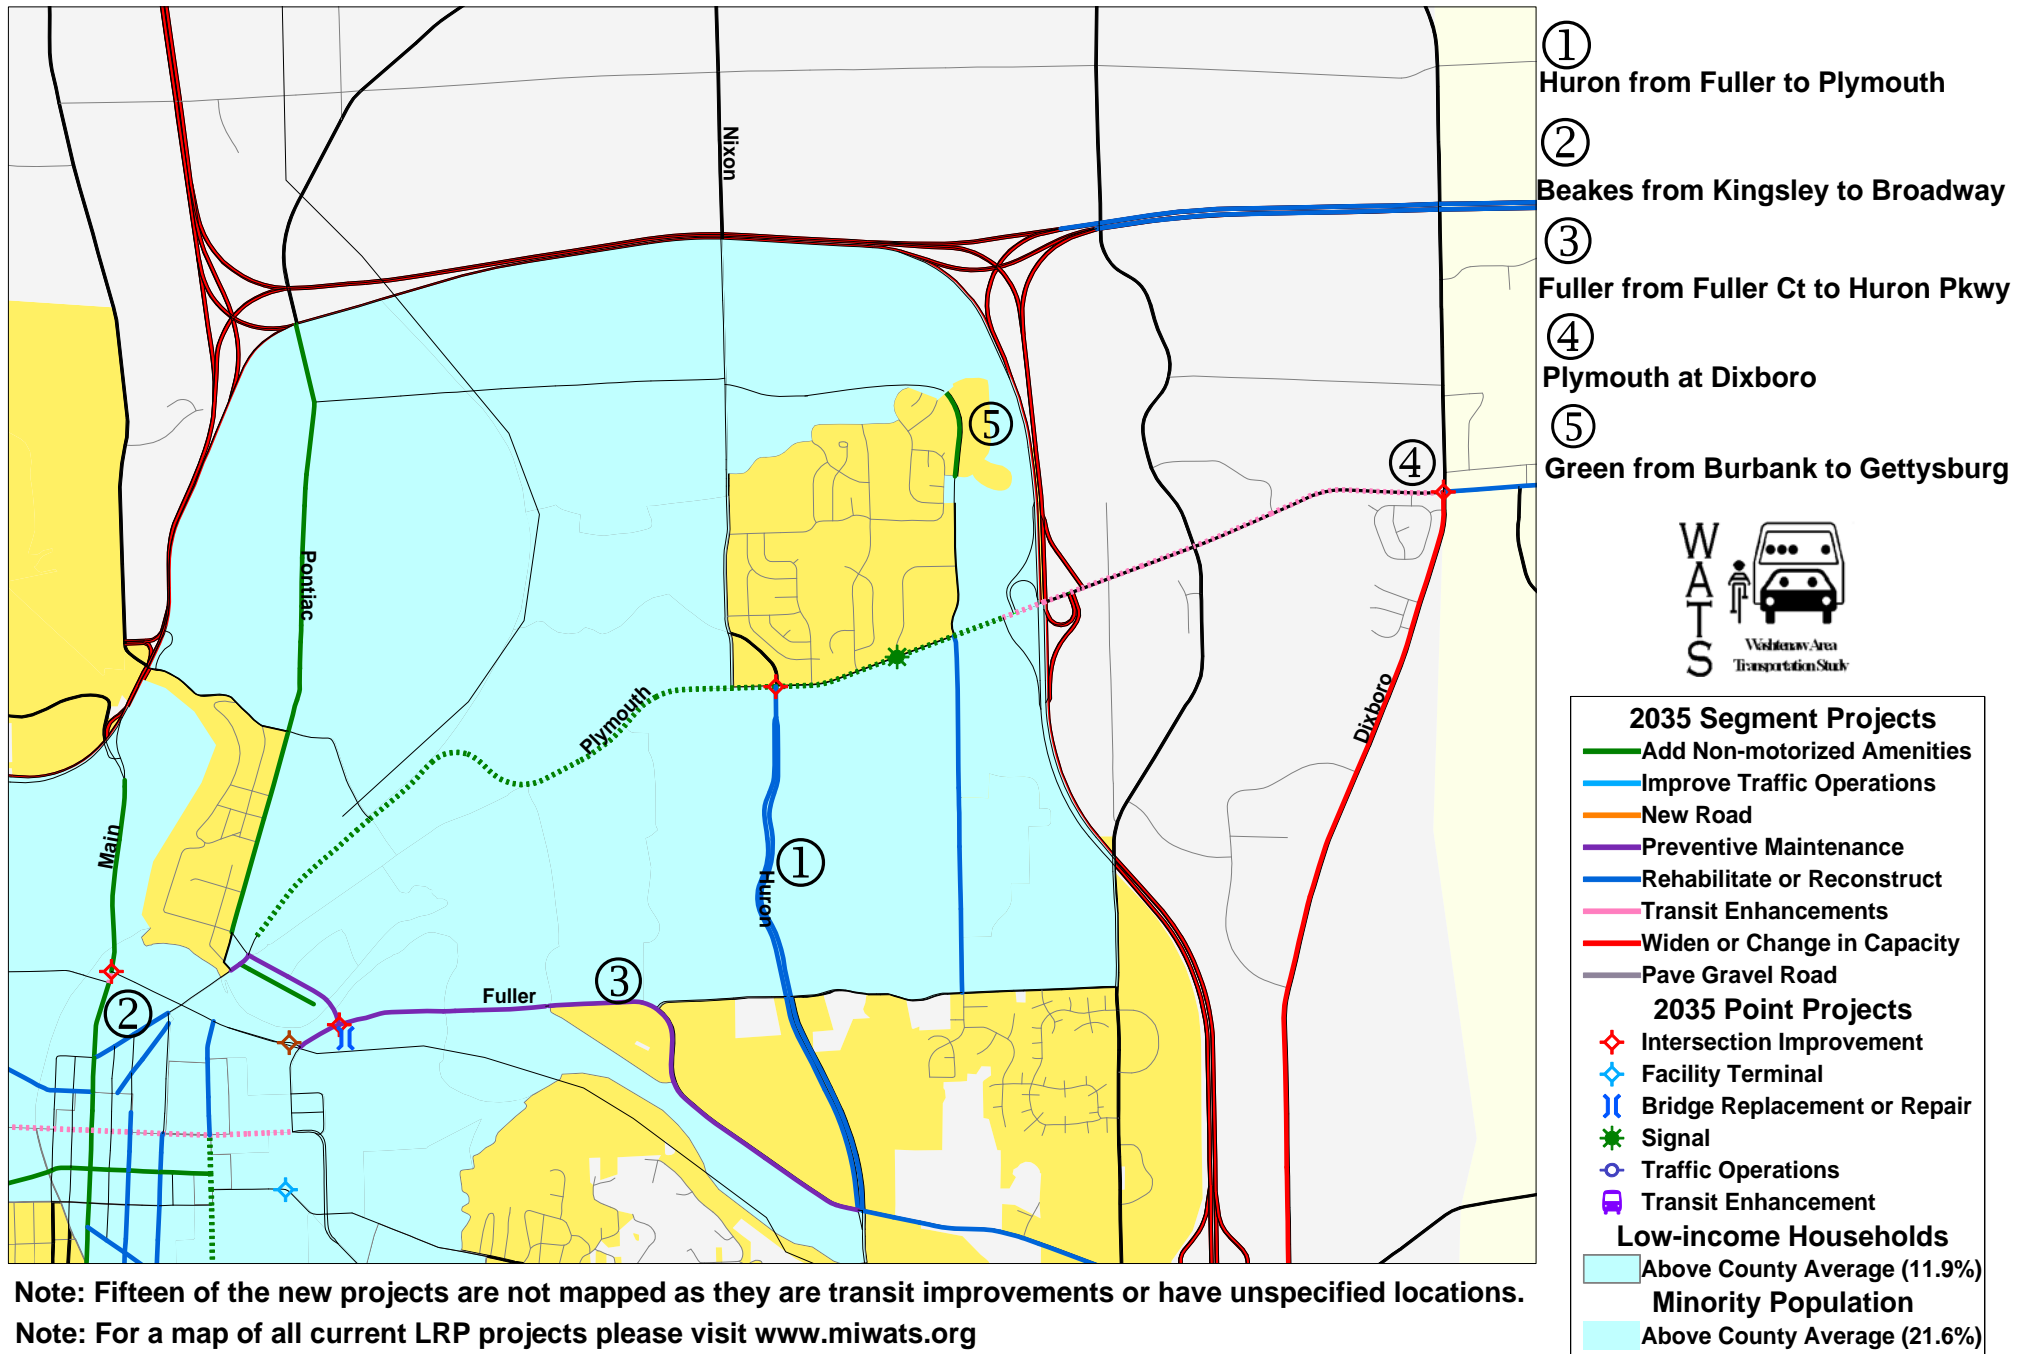 1
Huron from Fuller to Plymouth
2
Beakes from Kingsley to Broadway
3
Fuller from Fuller Ct to Huron Pkwy
4
Plymouth at Dixboro
5
Green from Burbank to Gettysburg
WATS
Washtenaw Area
Transportation Study
Nixon
Pontiac
Plymouth
Dixboro
Main
Huron
Fuller
5
4
1
3
2
2035 Segment Projects
Add Non-motorized Amenities
Improve Traffic Operations
New Road
Preventive Maintenance
Rehabilitate or Reconstruct
Transit Enhancements
Widen or Change in Capacity
Pave Gravel Road
2035 Point Projects
Intersection Improvement
Facility Terminal
Bridge Replacement or Repair
Signal
Traffic Operations
Transit Enhancement
Low-income Households
Above County Average (11.9%)
Minority Population
Above County Average (21.6%)
Note: Fifteen of the new projects are not mapped as they are transit improvements or have unspecified locations.
Note: For a map of all current LRP projects please visit www.miwats.org